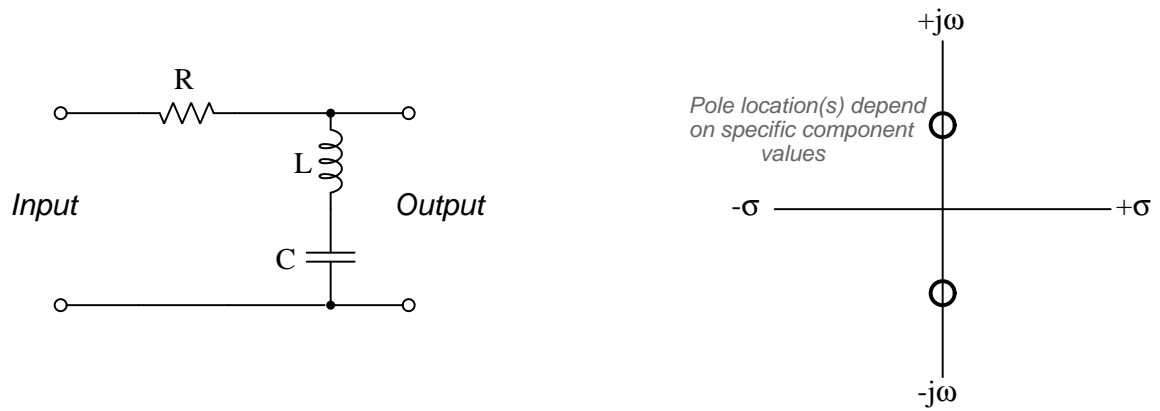 R
L
C
Input
Output
+jω
Pole location(s) depend
on specific component
values
-σ
+σ
-jω